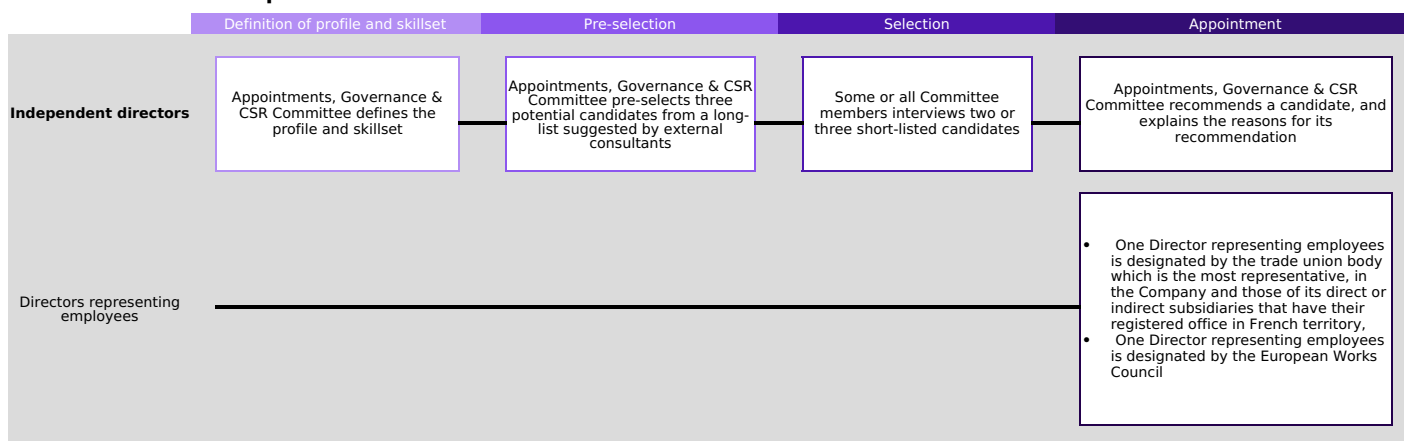 Definition of profile and skillset
Pre-selection
Selection
Appointment
Independent directors
Appointments, Governance &
CSR Committee defines the
profile and skillset
Appointments, Governance & CSR
Committee pre-selects three
potential candidates from a long-
list suggested by external
consultants
Some or all Committee
members interviews two or
three short-listed candidates
Appointments, Governance & CSR
Committee recommends a candidate, and
explains the reasons for its
recommendation
Directors representing
employees
• One Director representing employees
is designated by the trade union body
which is the most representative, in
the Company and those of its direct or
indirect subsidiaries that have their
registered office in French territory,
• One Director representing employees
is designated by the European Works
Council